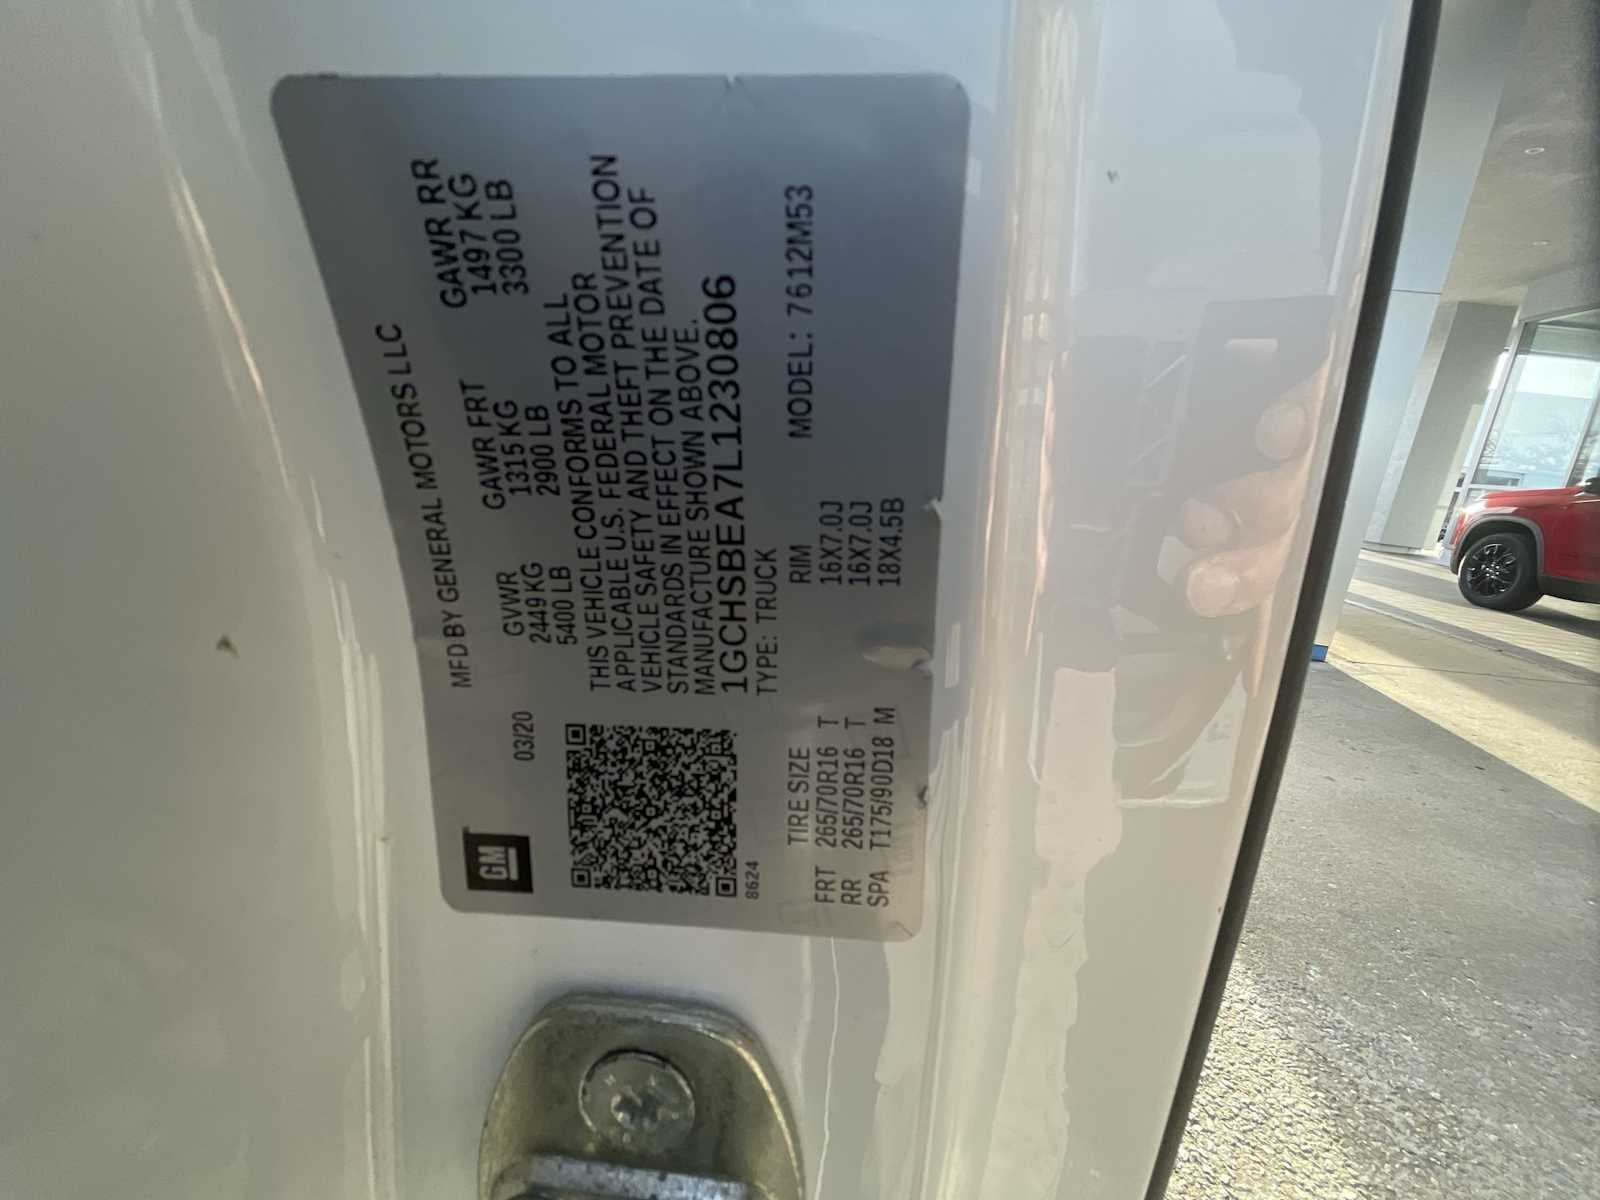 MFD BY GENERAL MOTORS LLC
GM
03/20
GVWR GAWR FRT GAWR RR
2449 KG 1315 KG 1497 KG
5400 LB 2900 LB 3300 LB
THIS VEHICLE CONFORMS TO ALL
APPLICABLE U.S. FEDERAL MOTOR
VEHICLE SAFETY AND THEFT PREVENTION
STANDARDS IN EFFECT ON THE DATE OF
MANUFACTURE SHOWN ABOVE.
1GCHSBEA7L1230806
8624
TYPE: TRUCK
MODEL: 7612M53
TIRE SIZE RIM
FRT 265/70R16 T 16X7.0J
RR 265/70R16 T 16X7.0J
SPA T175/90D18 M 18X4.5B